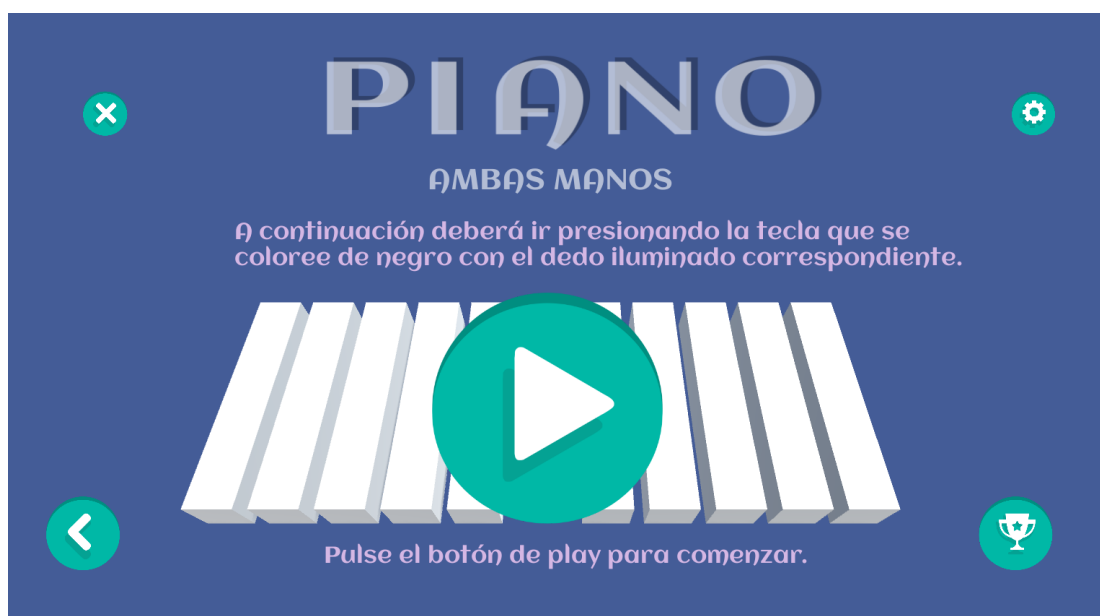 PIANO
AMBAS MANOS
A continuación deberá ir presionando la tecla que se
coloree de negro con el dedo iluminado correspondiente.
Pulse el botón de play para comenzar.